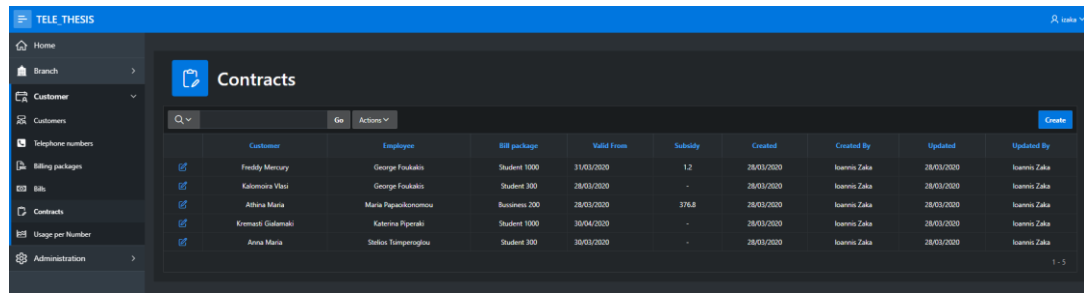 TELE_THESIS
izaka
Home
Branch
Customer
Customers
Telephone numbers
Billing packages
Bills
Contracts
Usage per Number
Administration
Contracts
Go Actions Create
Customer Employee Bill package Valid From Subsidy Created Created By Updated Updated By
Freddy Mercury George Foukakis Student 1000 31/03/2020 1.2 28/03/2020 Ioannis Zaka 28/03/2020 Ioannis Zaka
Kalomoira Vlasi George Foukakis Student 300 28/03/2020 - 28/03/2020 Ioannis Zaka 28/03/2020 Ioannis Zaka
Athina Maria Maria Papaoikonomou Bussiness 200 28/03/2020 376.8 28/03/2020 Ioannis Zaka 28/03/2020 Ioannis Zaka
Kremasti Gialamaki Katerina Piperaki Student 1000 30/04/2020 - 28/03/2020 Ioannis Zaka 28/03/2020 Ioannis Zaka
Anna Maria Stelios Tsimperoglou Student 300 30/03/2020 - 28/03/2020 Ioannis Zaka 28/03/2020 Ioannis Zaka
1 - 5